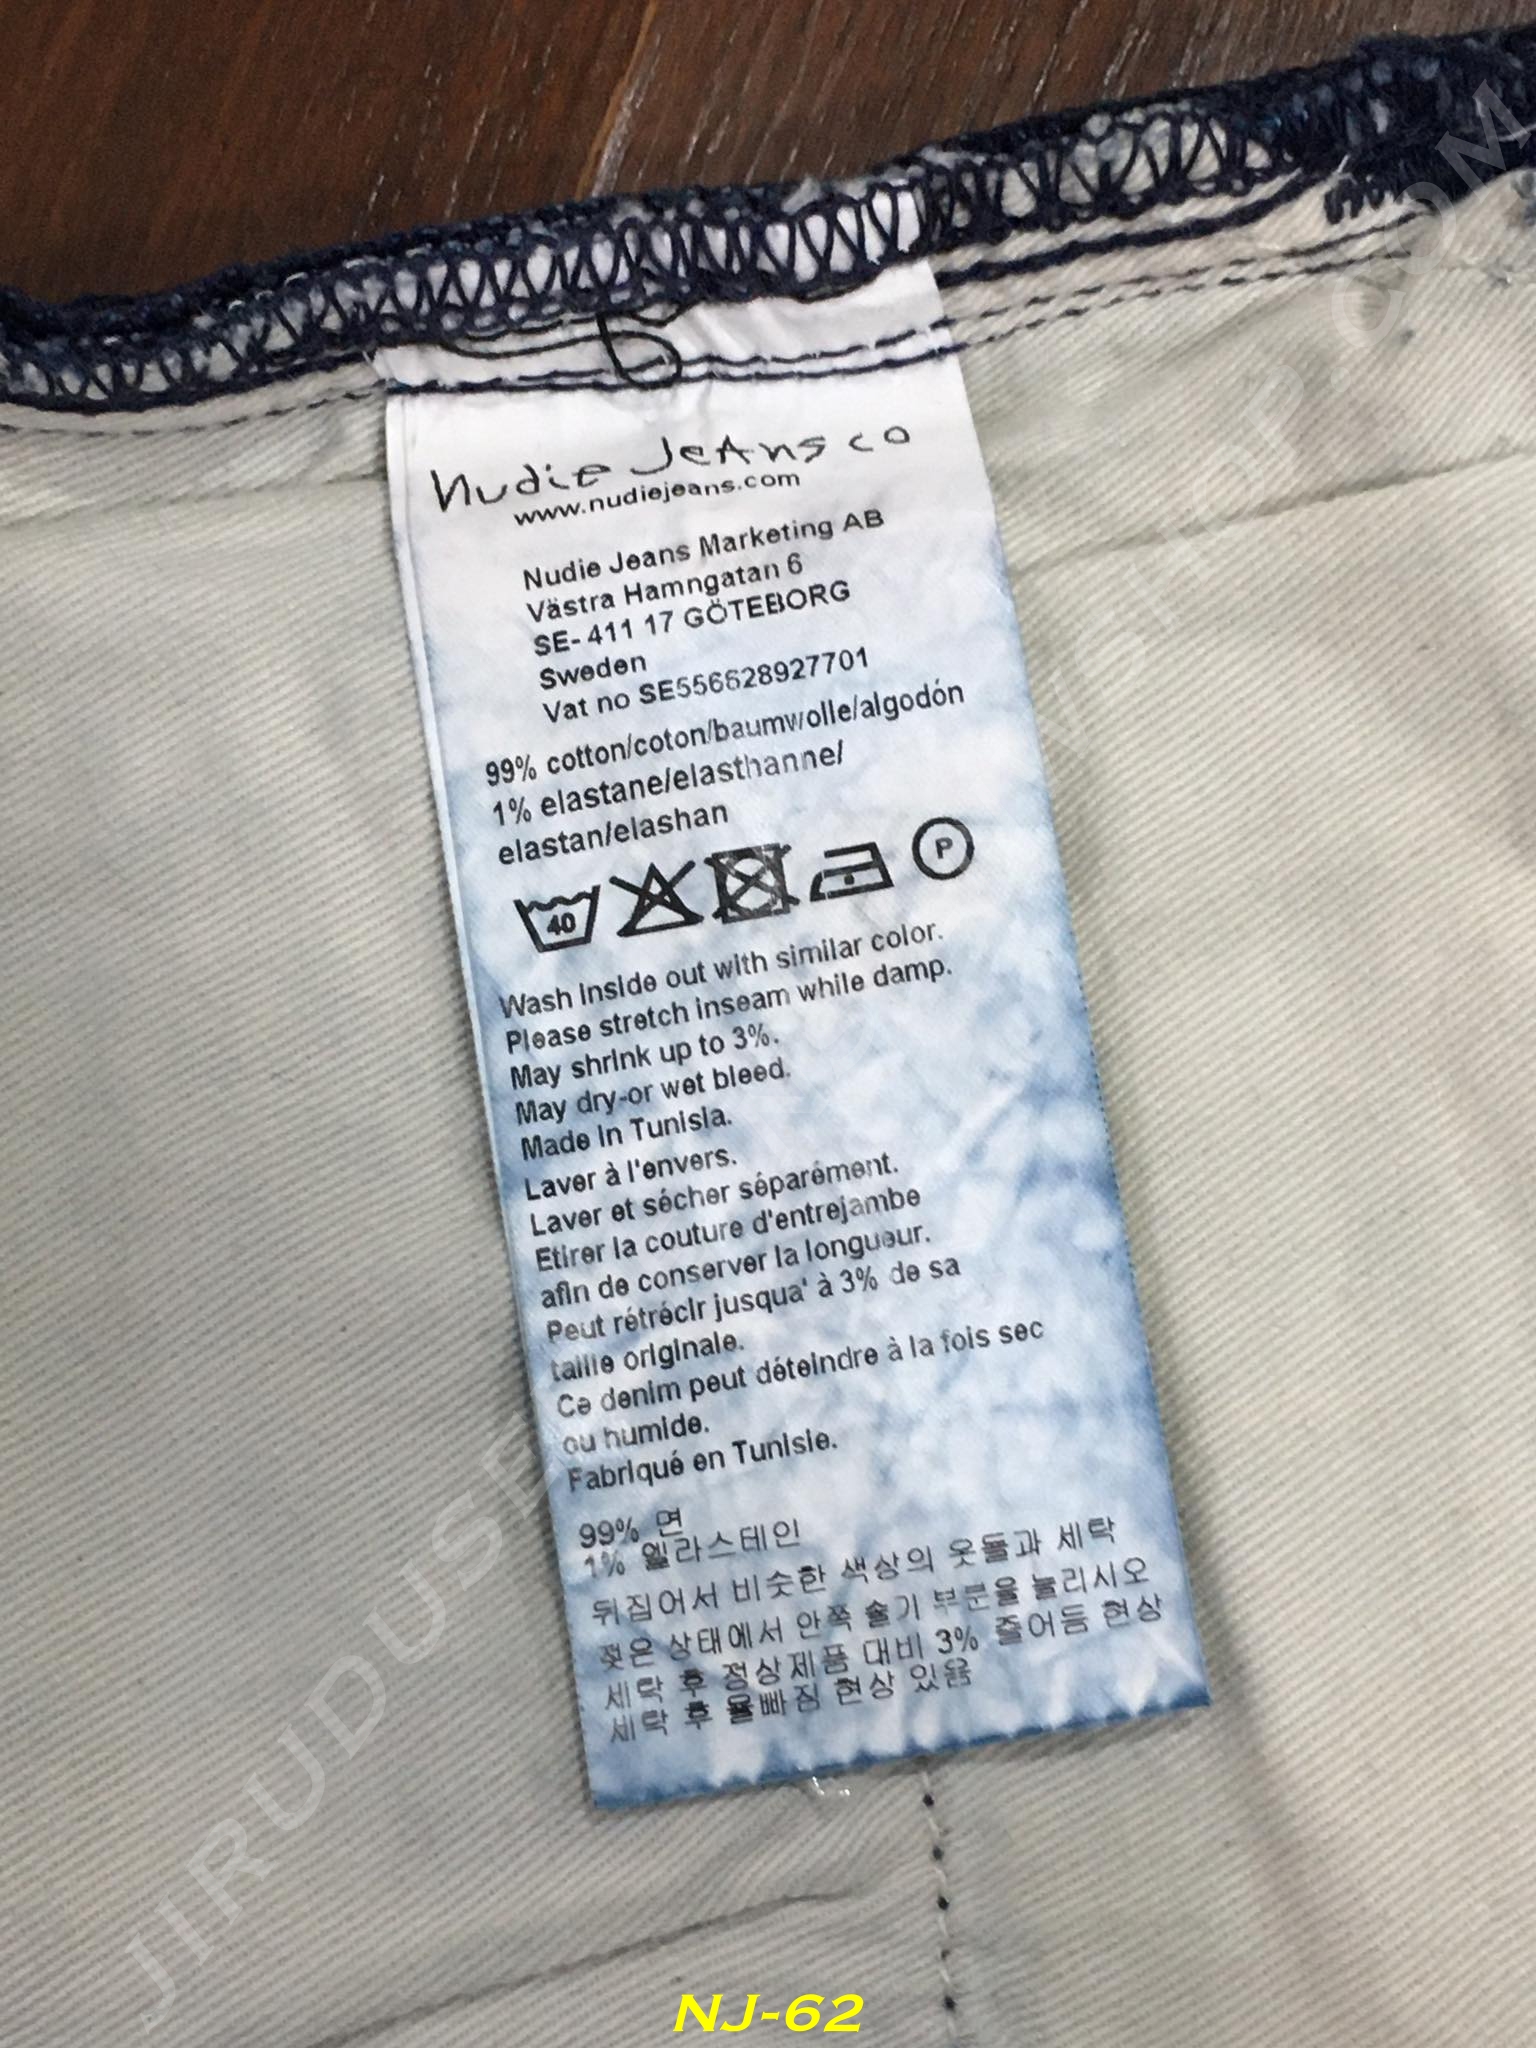 Nudie Jeans co
www.nudiejeans.com
Nudie Jeans Marketing AB
Västra Hamngatan 6
SE- 411 17 GÖTEBORG
Sweden
Vat no SE556628927701
99% cotton/coton/baumwolle/algodón
1% elastane/elasthanne/
elastan/elashan
40
P
Wash inside out with similar color.
Please stretch inseam while damp.
May shrink up to 3%.
May dry-or wet bleed.
Made in Tunisia.
Laver à l'envers.
Laver et sécher séparément.
Etirer la couture d'entrejambe
afin de conserver la longueur.
Peut rétrécir jusqua' à 3% de sa
taille originale.
Ce denim peut déteindre à la fois sec
ou humide.
Fabriqué en Tunisie.
99% 면
1% 엘라스테인
뒤집어서 비슷한 색상의 옷들과 세탁
젖은 상태에서 안쪽 솔기 부분을 늘리시오
세탁 후 정상제품 대비 3% 줄어듬 현상
세탁 후 물빠짐 현상 있음
NJ-62